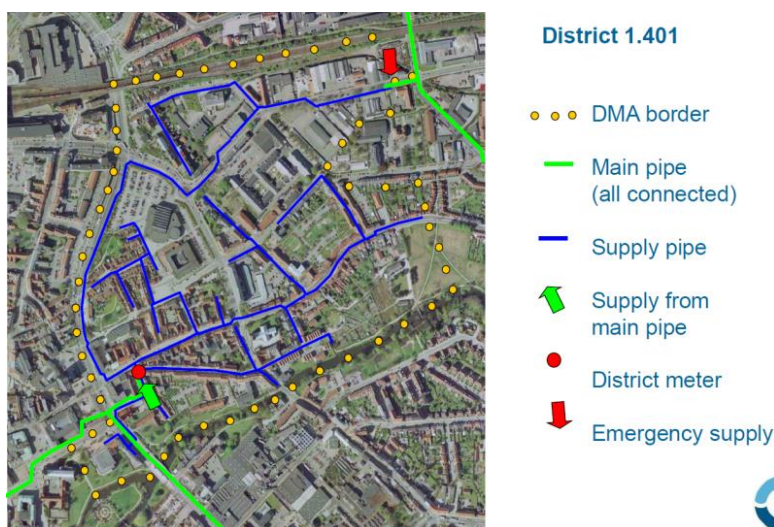 District 1.401
DMA border
Main pipe
(all connected)
Supply pipe
Supply from
main pipe
District meter
Emergency supply